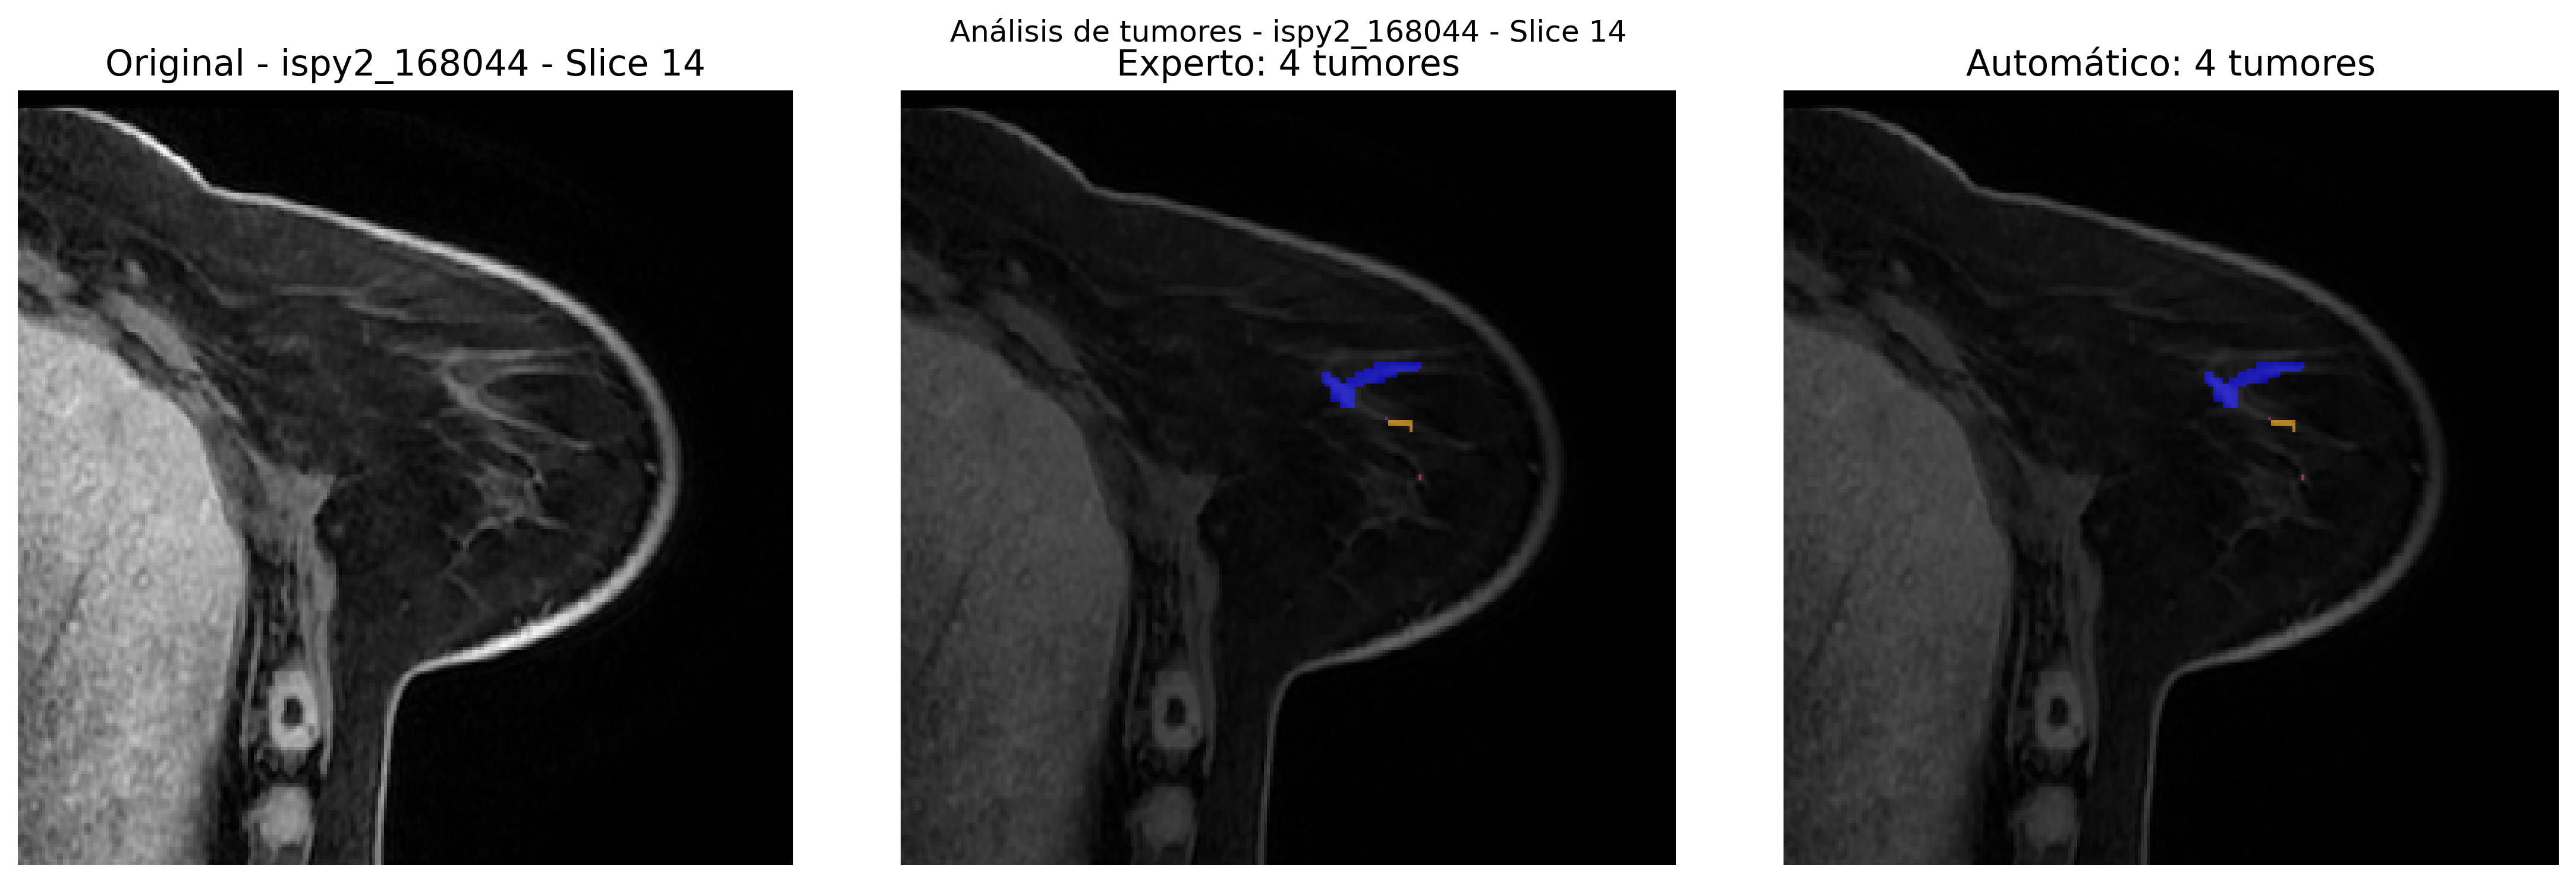 Análisis de tumores - ispy2_168044 - Slice 14
Original - ispy2_168044 - Slice 14
Experto: 4 tumores
Automático: 4 tumores